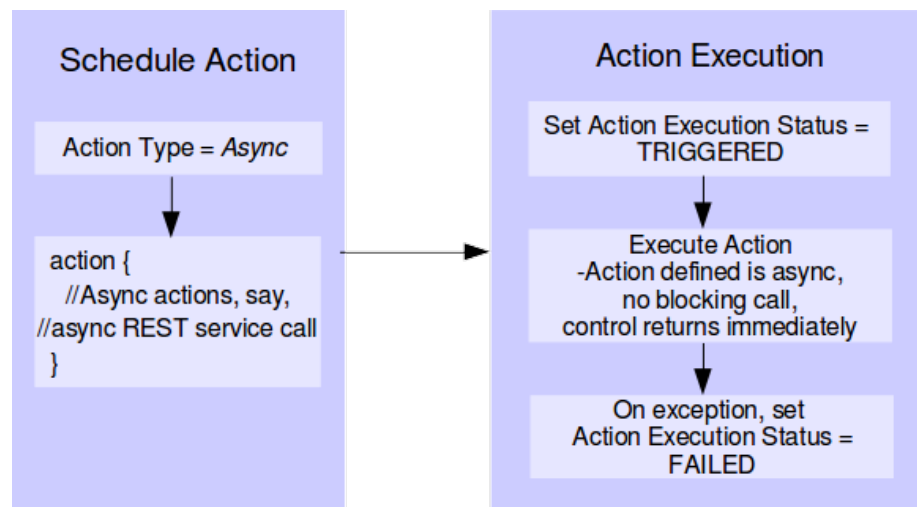 Schedule Action
Action Type = Async
action {
//Async actions, say,
//async REST service call
}
Action Execution
Set Action Execution Status =
TRIGGERED
Execute Action
-Action defined is async,
no blocking call,
control returns immediately
On exception, set
Action Execution Status =
FAILED